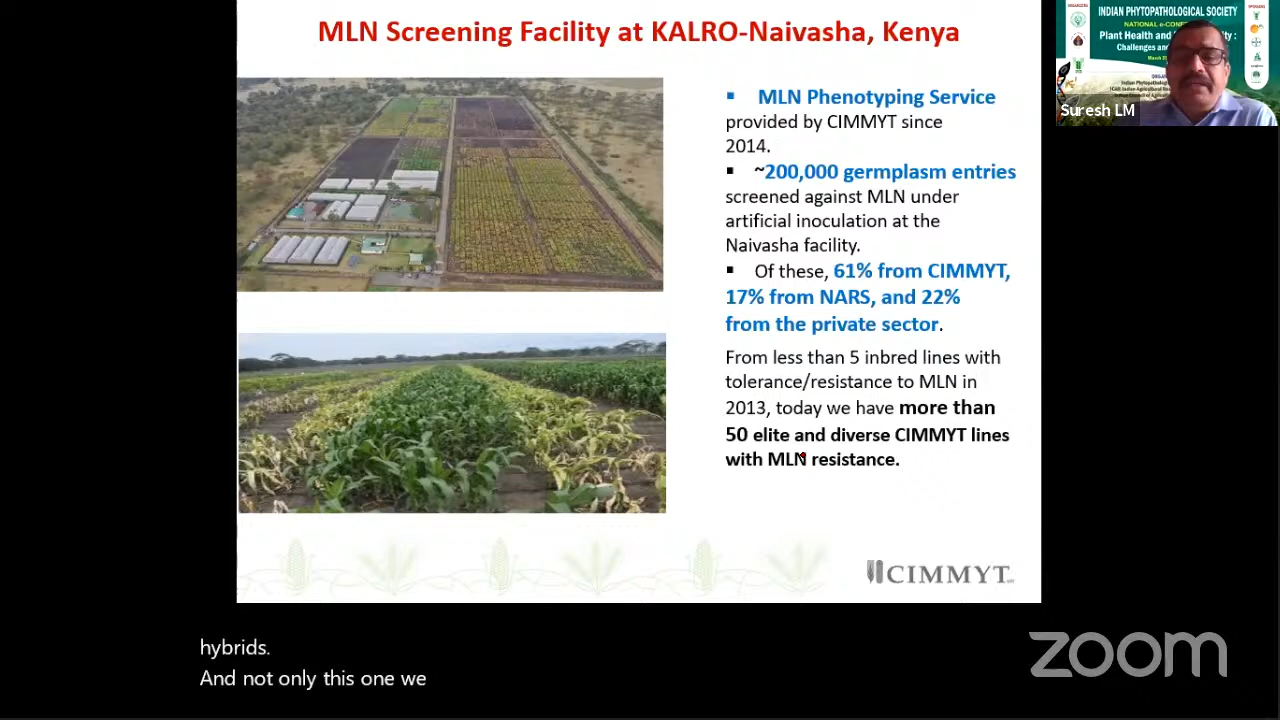 MLN Screening Facility at KALRO-Naivasha, Kenya
▪ MLN Phenotyping Service
provided by CIMMYT since
2014.
▪ ~200,000 germplasm entries
screened against MLN under
artificial inoculation at the
Naivasha facility.
▪ Of these, 61% from CIMMYT,
17% from NARS, and 22%
from the private sector.
From less than 5 inbred lines with
tolerance/resistance to MLN in
2013, today we have more than
50 elite and diverse CIMMYT lines
with MLN resistance.
CIMMYT
INDIAN PHYTOPATHOLOGICAL SOCIETY
Plant Health and
Challenges and
Suresh LM
hybrids.
And not only this one we
zoom